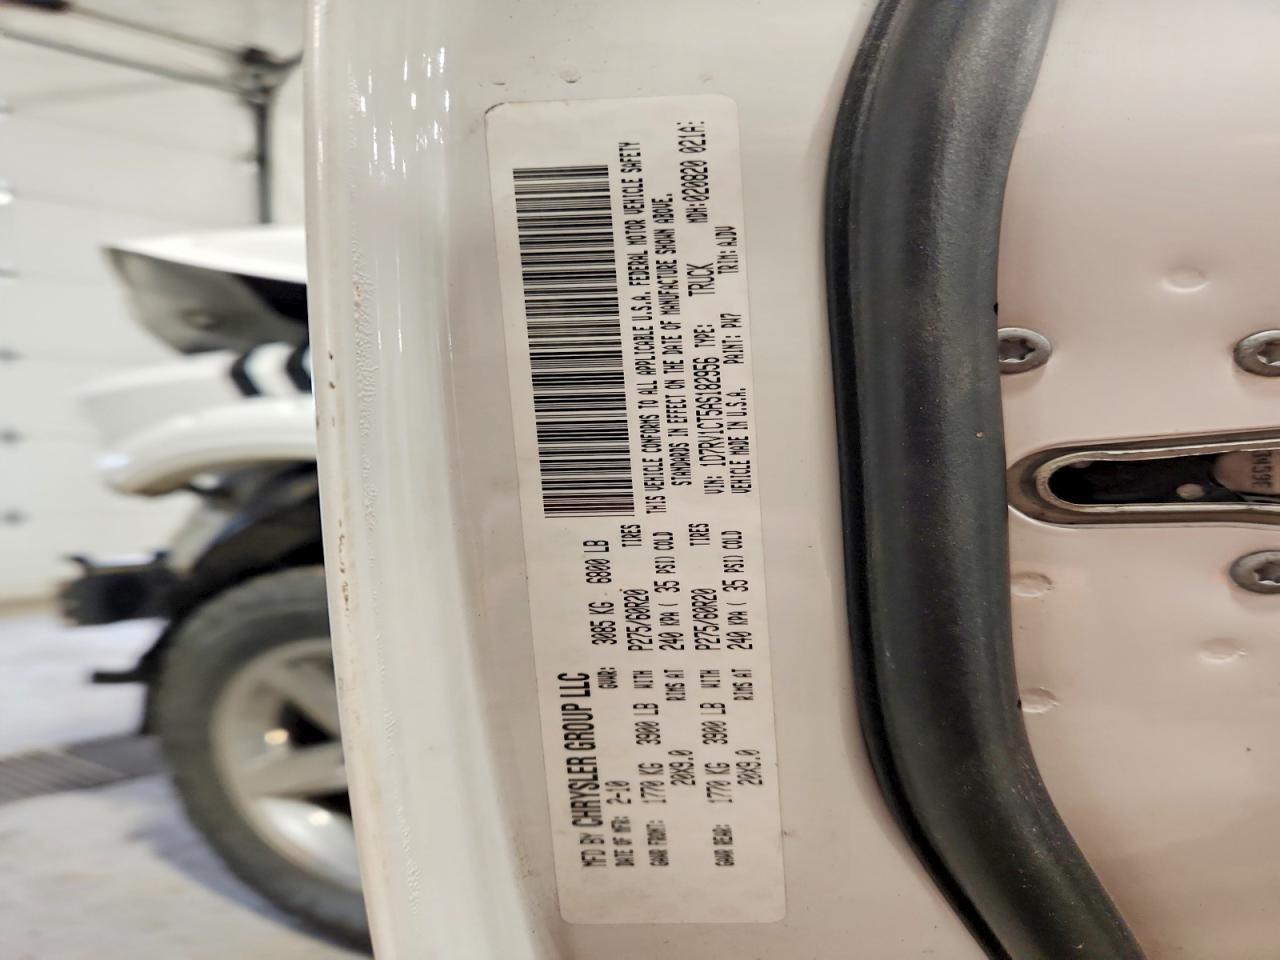 MFD BY CHRYSLER GROUP LLC
DATE OF MFR: 2-10 GVWR: 3085 KG 6800 LB
GAWR FRONT: 1770 KG 3900 LB WITH P275/60R20 TIRES
20X9.0 RIMS AT 240 KPA ( 35 PSI) COLD
GAWR REAR: 1770 KG 3900 LB WITH P275/60R20 TIRES
20X9.0 RIMS AT 240 KPA ( 35 PSI) COLD
THIS VEHICLE CONFORMS TO ALL APPLICABLE U.S.A. FEDERAL MOTOR VEHICLE SAFETY
STANDARDS IN EFFECT ON THE DATE OF MANUFACTURE SHOWN ABOVE.
VIN: 1D7RV1CT5AS182956 TYPE: TRUCK MDH:020820 021A:
VEHICLE MADE IN U.S.A. PAINT: PW7 TRIM: AJDV